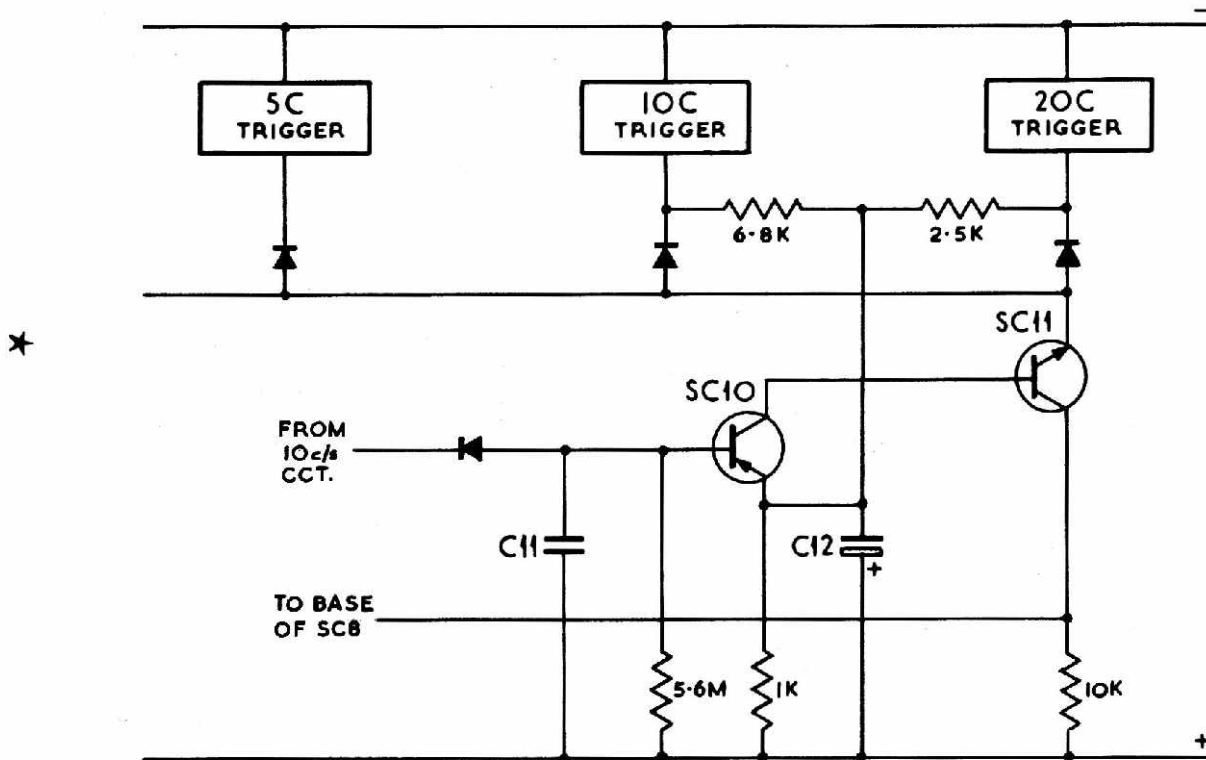 −
5C
TRIGGER
10C
TRIGGER
20C
TRIGGER
6·8K
2·5K
SC11
SC10
FROM
10c/s
CCT.
C11
C12
+
TO BASE
OF SC8
5·6M
1K
10K
+